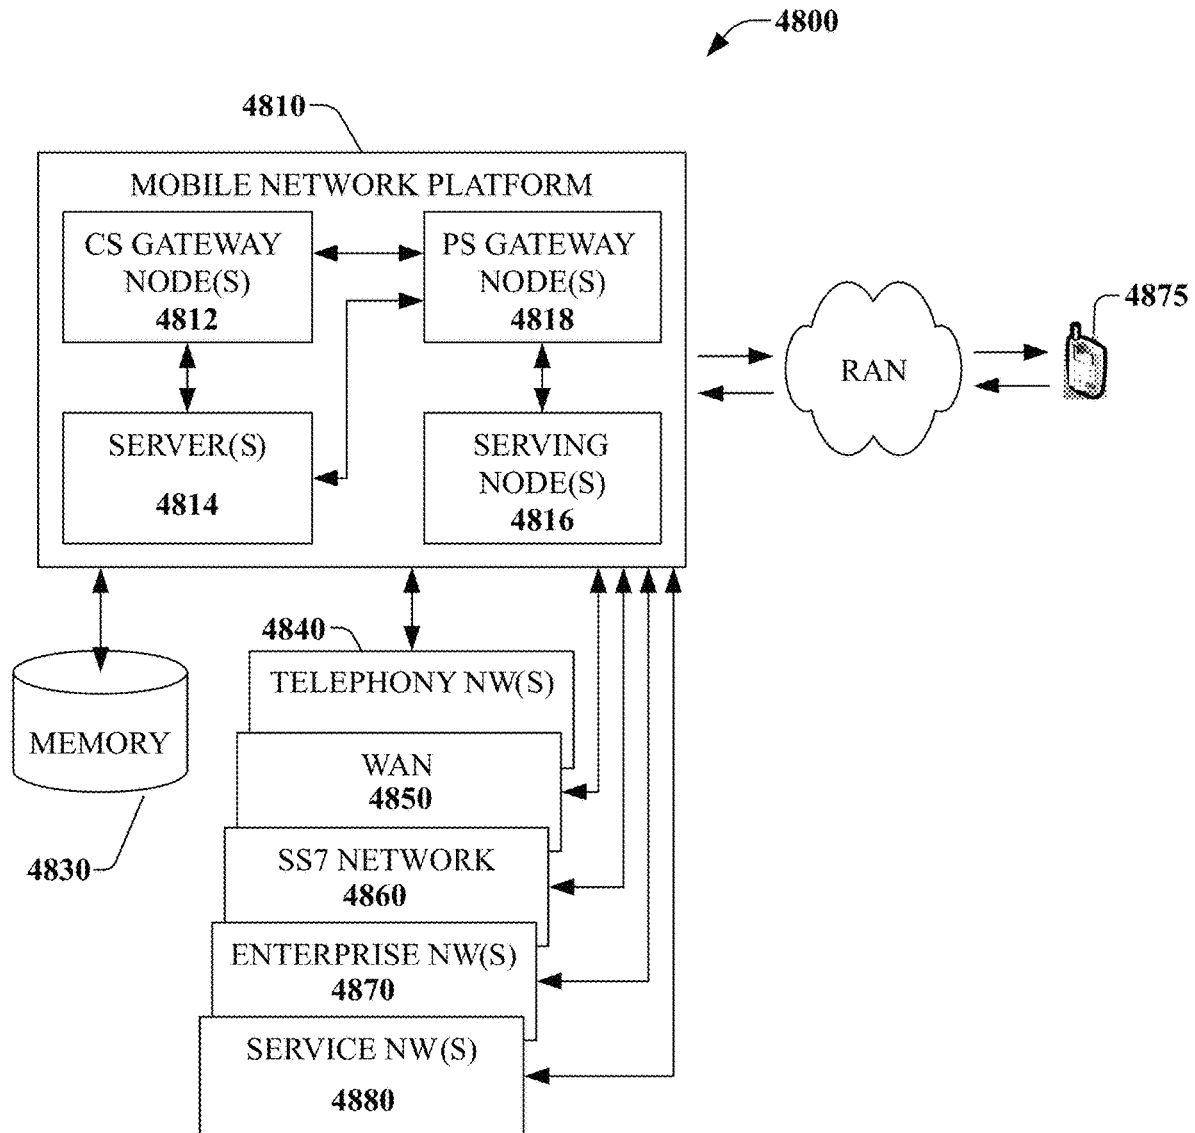 4800
4810
MOBILE NETWORK PLATFORM
CS GATEWAY
NODE(S)
4812
PS GATEWAY
NODE(S)
4818
SERVER(S)
4814
SERVING
NODE(S)
4816
RAN
4875
MEMORY
4830
4840
TELEPHONY NW(S)
WAN
4850
SS7 NETWORK
4860
ENTERPRISE NW(S)
4870
SERVICE NW(S)
4880